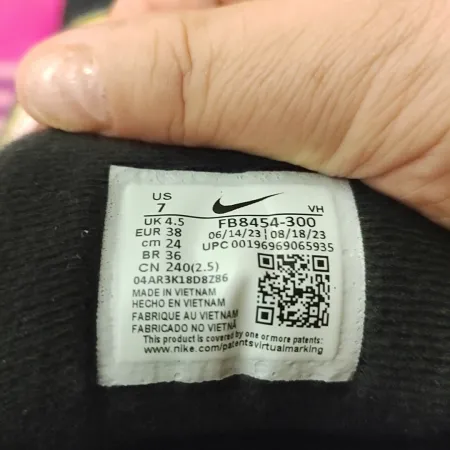 US
7
VH
UK 4.5
FB8454-300
EUR 38
06/14/23 08/18/23
cm 24
UPC 00196969065935
BR 36
CN 240(2.5)
04AR3K18D8Z86
MADE IN VIETNAM
HECHO EN VIETNAM
FABRIQUE AU VIETNAM
FABRICADO NO VIETNÃ
This product is covered by one or more patents:
www.nike.com/patentsvirtualmarking